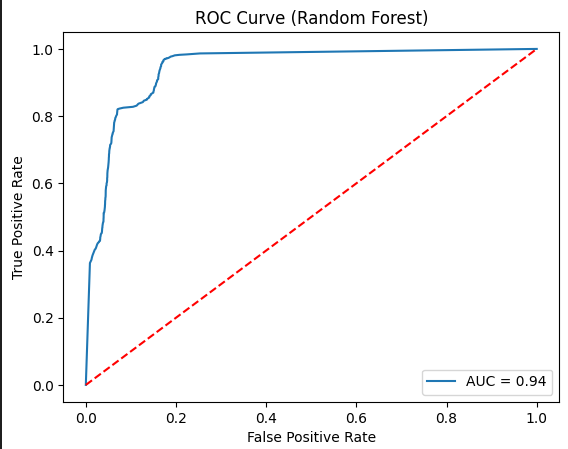 ROC Curve (Random Forest)
True Positive Rate
1.0
0.8
0.6
0.4
0.2
0.0
AUC = 0.94
0.0 0.2 0.4 0.6 0.8 1.0
False Positive Rate